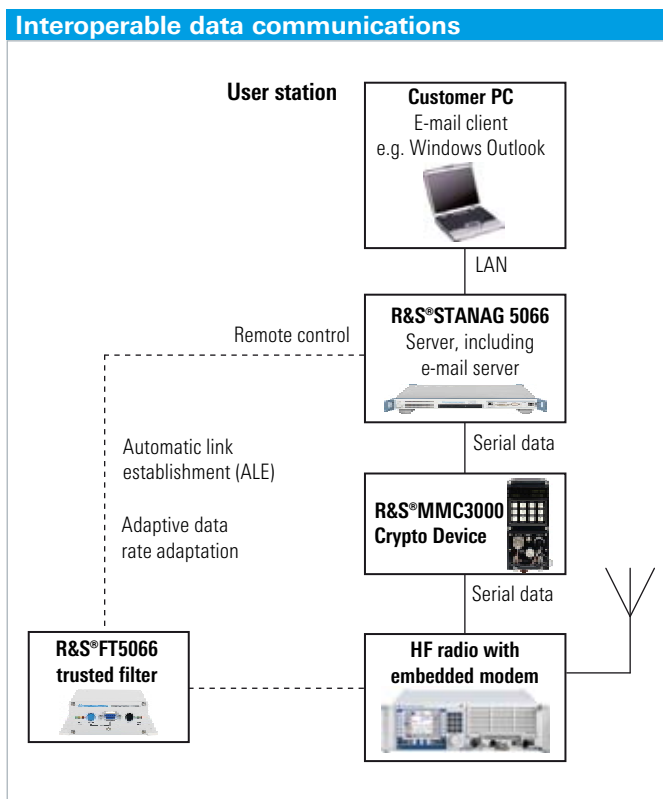 Interoperable data communications
User station
Customer PC
E-mail client
e.g. Windows Outlook
LAN
R&S®STANAG 5066
Server, including
e-mail server
Remote control
Serial data
Automatic link
establishment (ALE)
Adaptive data
rate adaptation
R&S®MMC3000
Crypto Device
Serial data
R&S®FT5066
trusted filter
HF radio with
embedded modem